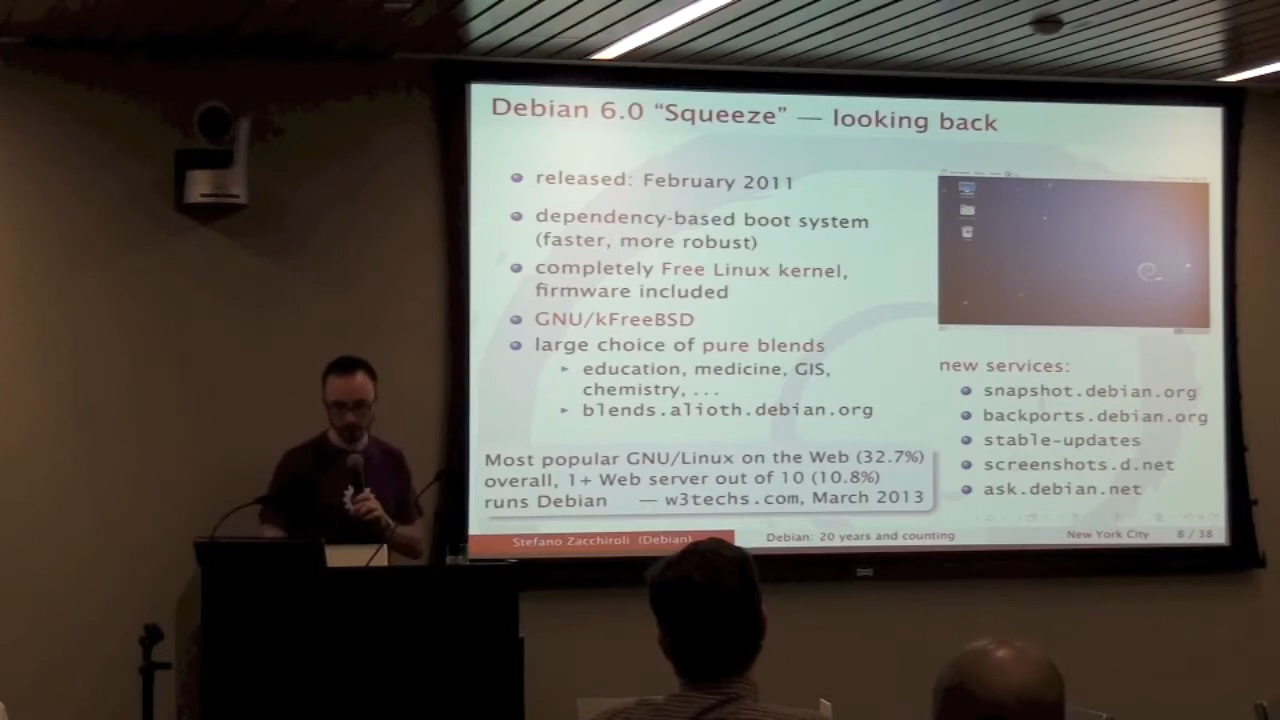 Debian 6.0 “Squeeze” — looking back
released: February 2011
dependency-based boot system
(faster, more robust)
completely Free Linux kernel,
firmware included
GNU/kFreeBSD
large choice of pure blends
education, medicine, GIS,
chemistry, ...
blends.alioth.debian.org
Most popular GNU/Linux on the Web (32.7%)
overall, 1+ Web server out of 10 (10.8%)
runs Debian — w3techs.com, March 2013
new services:
snapshot.debian.org
backports.debian.org
stable-updates
screenshots.d.net
ask.debian.net
Stefano Zacchiroli (Debian)
Debian: 20 years and counting
New York City 8 / 38